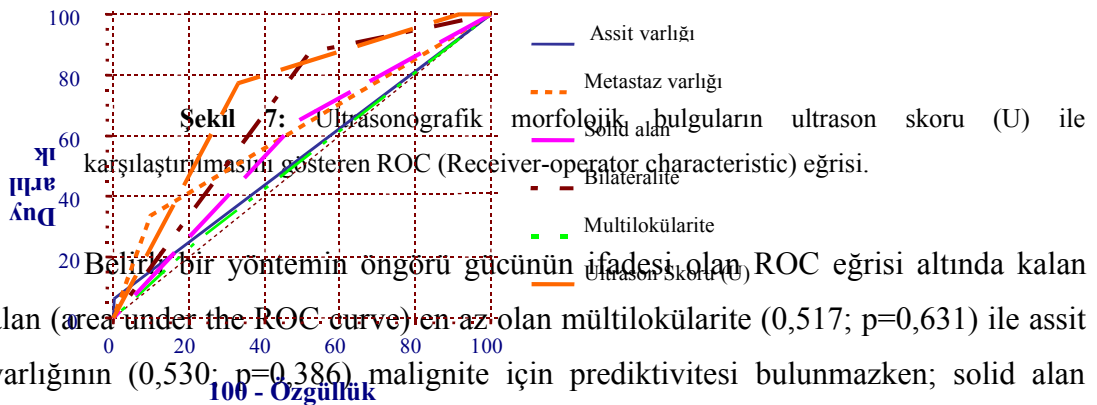 100
80
60
40
20
0
Duy
arlıl
ık
0 20 40 60 80 100
100 - Özgüllük
Assit varlığı
Metastaz varlığı
Solid alan
Bilateralite
Multilokülarite
Ultrason Skoru (U)
Şekil 7: Ultrasonografik morfolojik bulguların ultrason skoru (U) ile
karşılaştırılmasını gösteren ROC (Receiver-operator characteristic) eğrisi.
Belirli bir yöntemin öngörü gücünün ifadesi olan ROC eğrisi altında kalan
alan (area under the ROC curve) en az olan mültilokülarite (0,517; p=0,631) ile assit
varlığının (0,530; p=0,386) malignite için prediktivitesi bulunmazken; solid alan